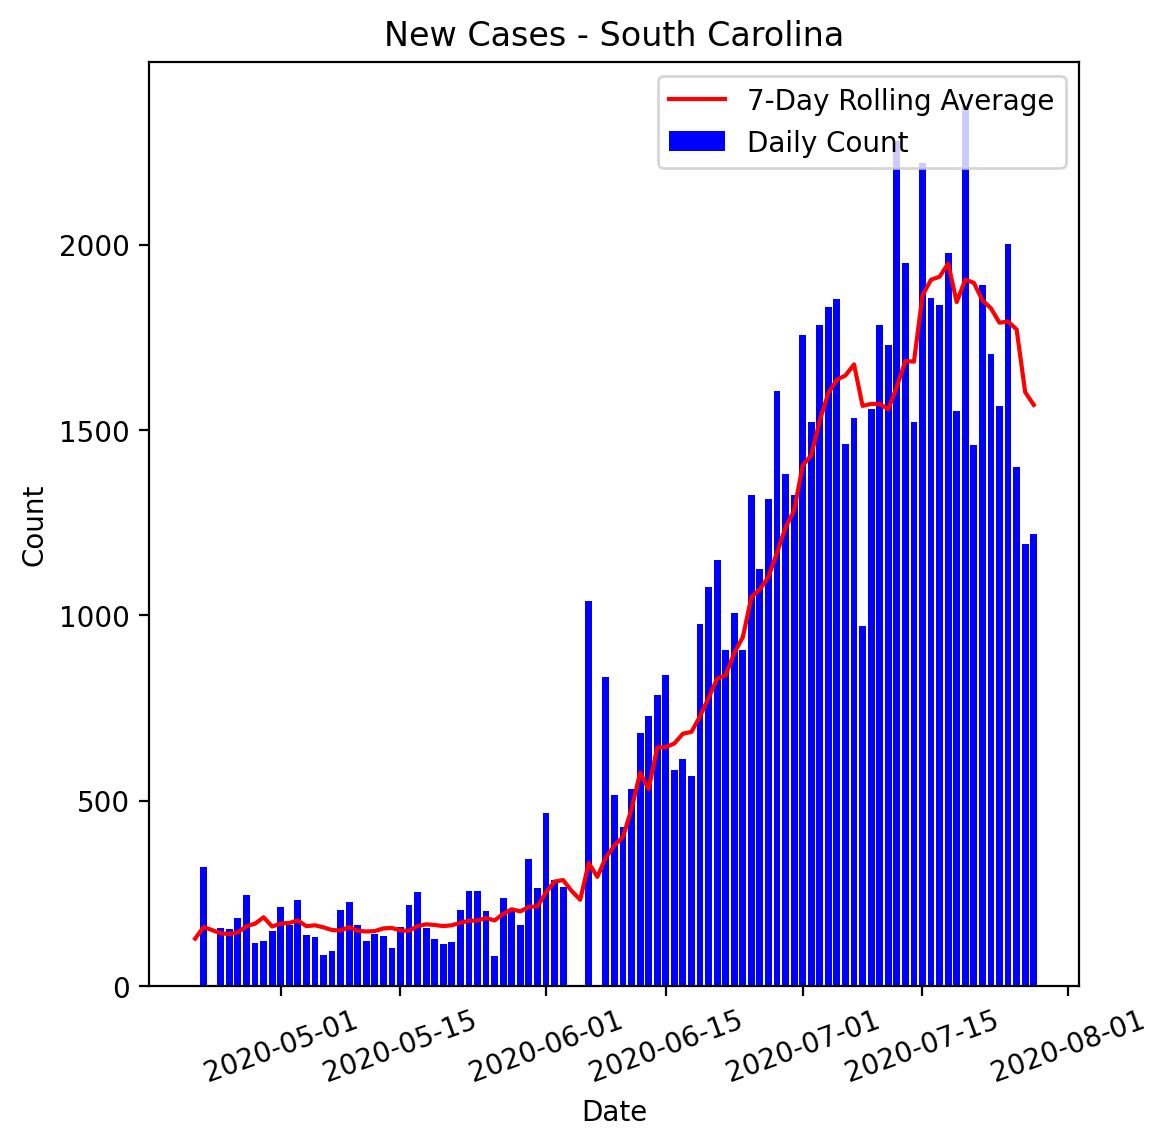 New Cases - South Carolina
7-Day Rolling Average
Daily Count
2000
1500
1000
500
0
Count
2020-05-01
2020-05-15
2020-06-01
2020-06-15
2020-07-01
2020-07-15
2020-08-01
Date